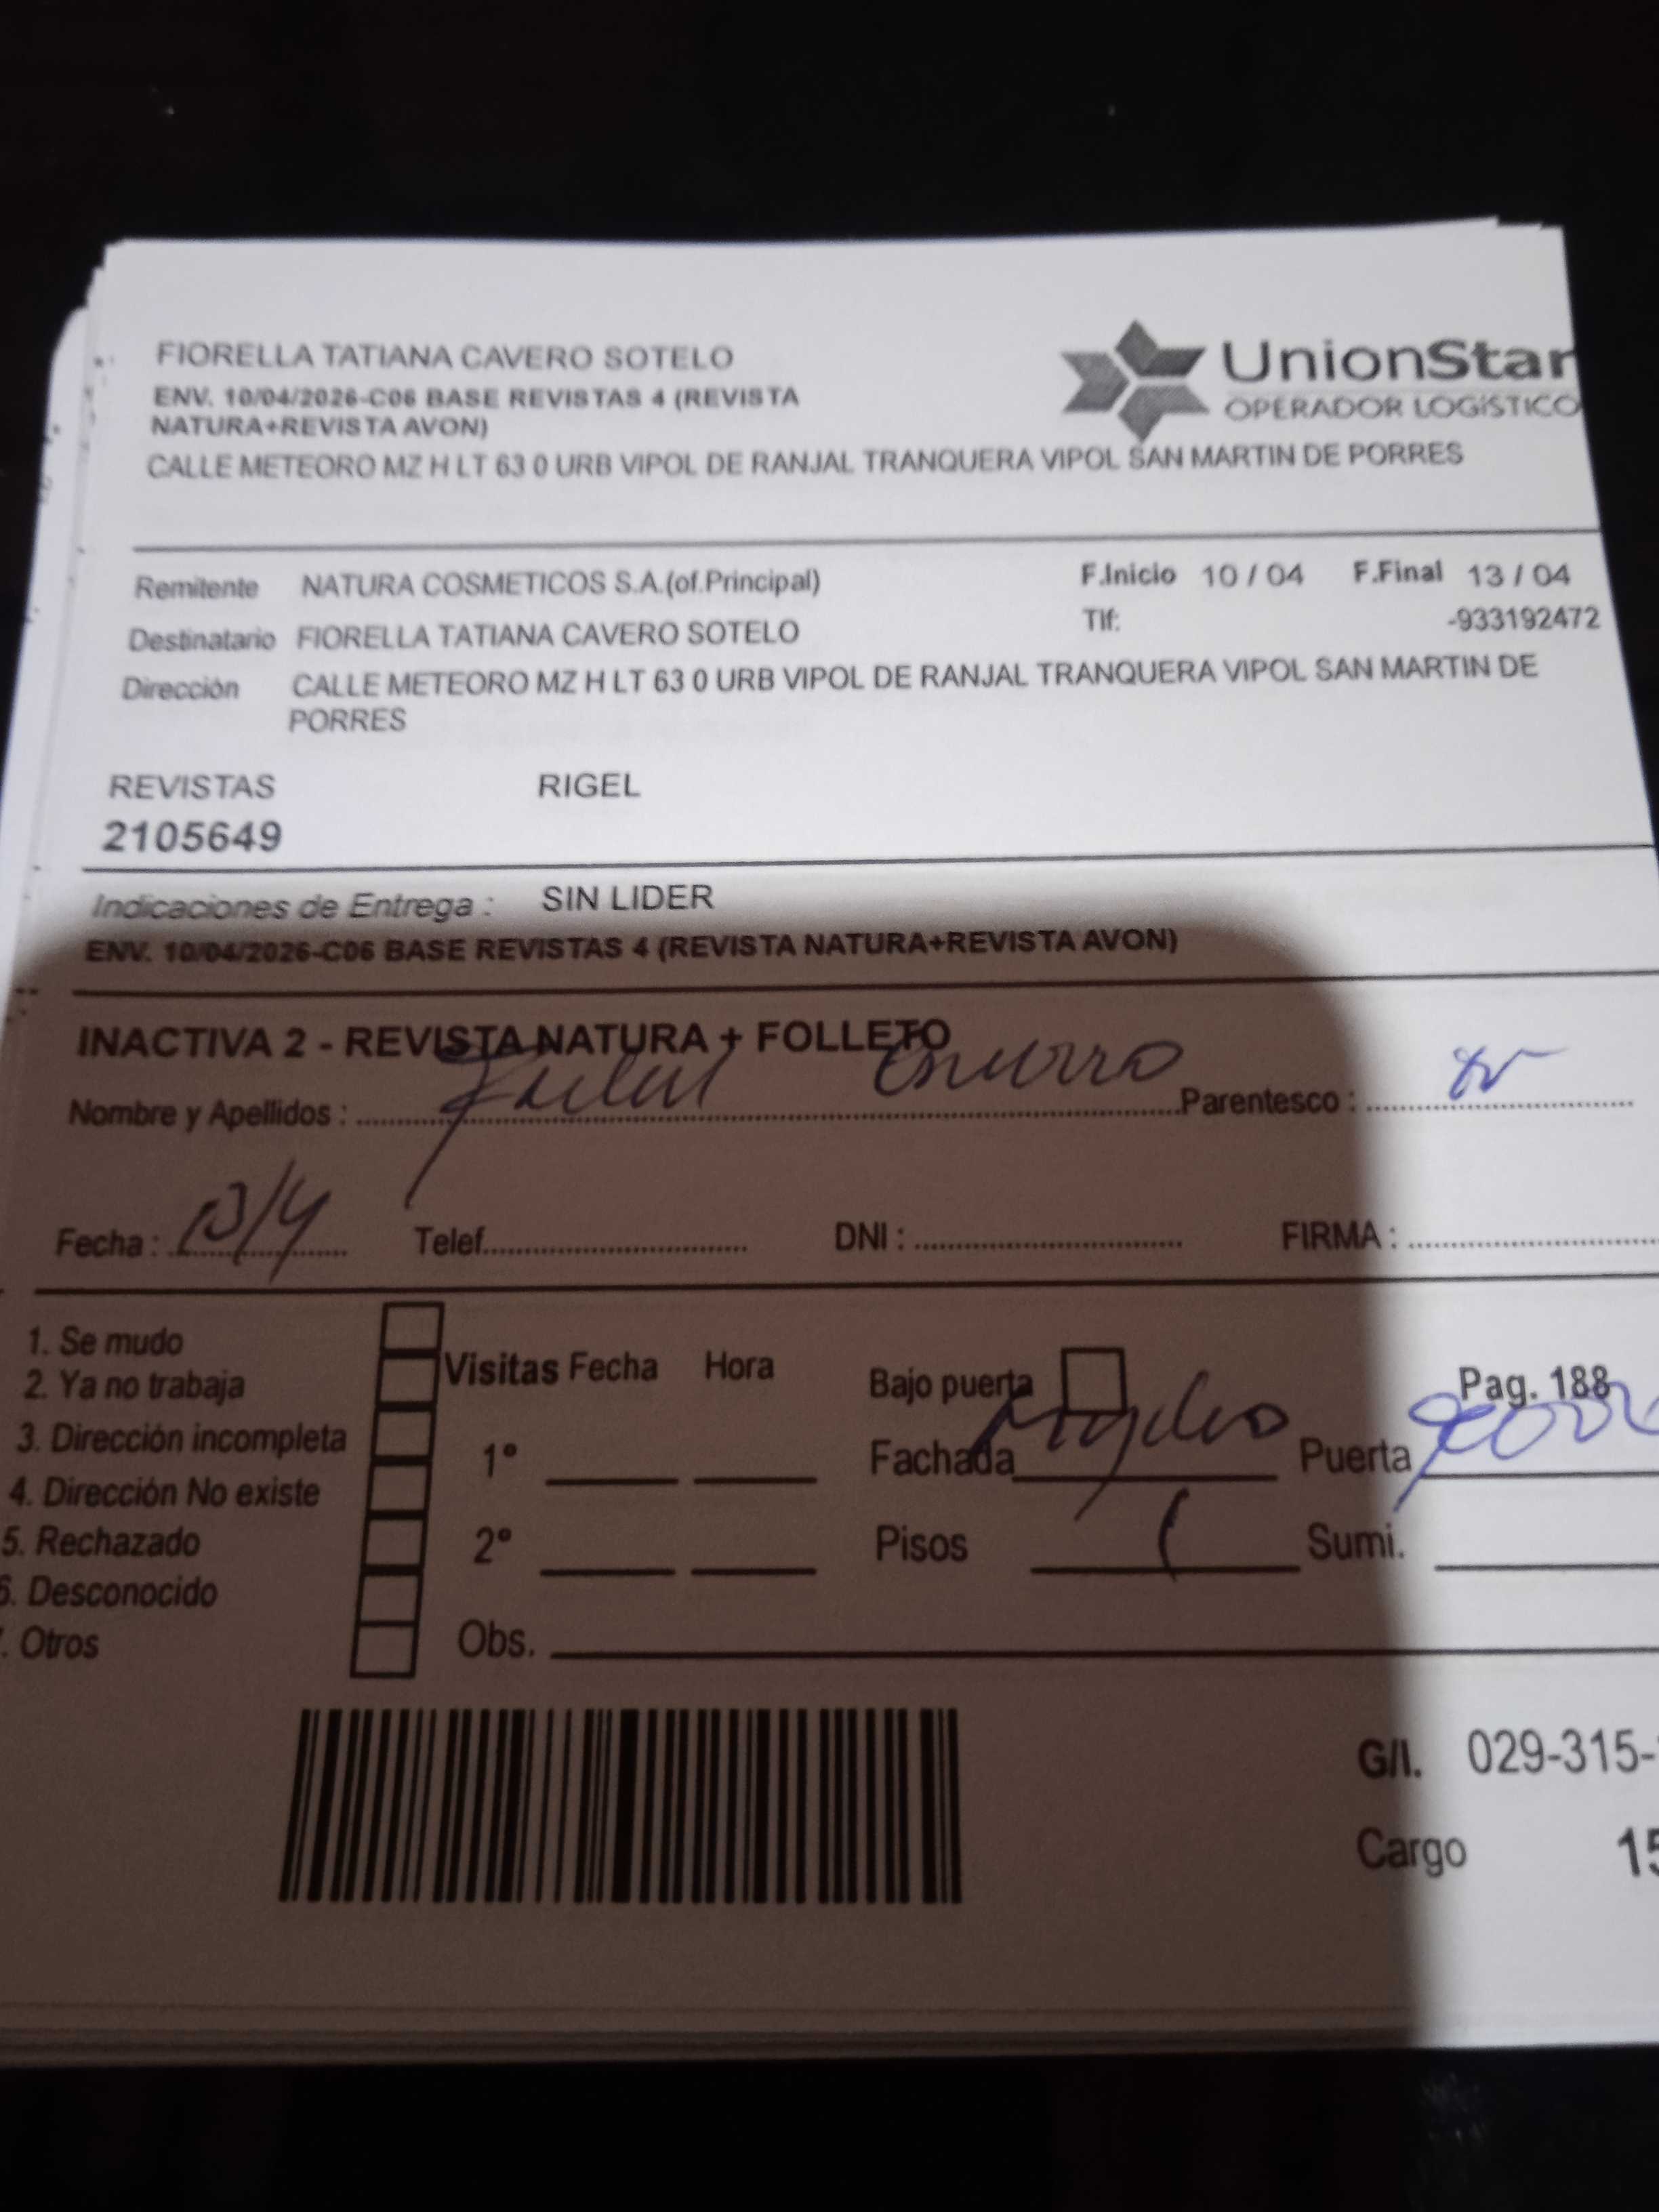 FIORELLA TATIANA CAVERO SOTELO
ENV. 10/04/2026-C06 BASE REVISTAS 4 (REVISTA
NATURA+REVISTA AVON)
CALLE METEORO MZ H LT 63 0 URB VIPOL DE RANJAL TRANQUERA VIPOL SAN MARTIN DE PORRES
UnionStar
OPERADOR LOGíSTICO
Remitente NATURA COSMETICOS S.A.(of.Principal) F.Inicio 10 / 04 F.Final 13 / 04
Destinatario FIORELLA TATIANA CAVERO SOTELO Tlf: -933192472
Dirección CALLE METEORO MZ H LT 63 0 URB VIPOL DE RANJAL TRANQUERA VIPOL SAN MARTIN DE
PORRES
REVISTAS RIGEL
2105649
Indicaciones de Entrega : SIN LIDER
ENV. 10/04/2026-C06 BASE REVISTAS 4 (REVISTA NATURA+REVISTA AVON)
INACTIVA 2 - REVISTA NATURA + FOLLETO
Nombre y Apellidos : Parentesco :
Fecha : 13/4 Telef. DNI : FIRMA :
1. Se mudo
2. Ya no trabaja
3. Dirección incompleta
4. Dirección No existe
5. Rechazado
6. Desconocido
. Otros
Visitas Fecha Hora
1°
2°
Obs.
Bajo puerta Pag. 188
Fachada Puerta
Pisos 1 Sumi.
G/I. 029-315-
Cargo 15